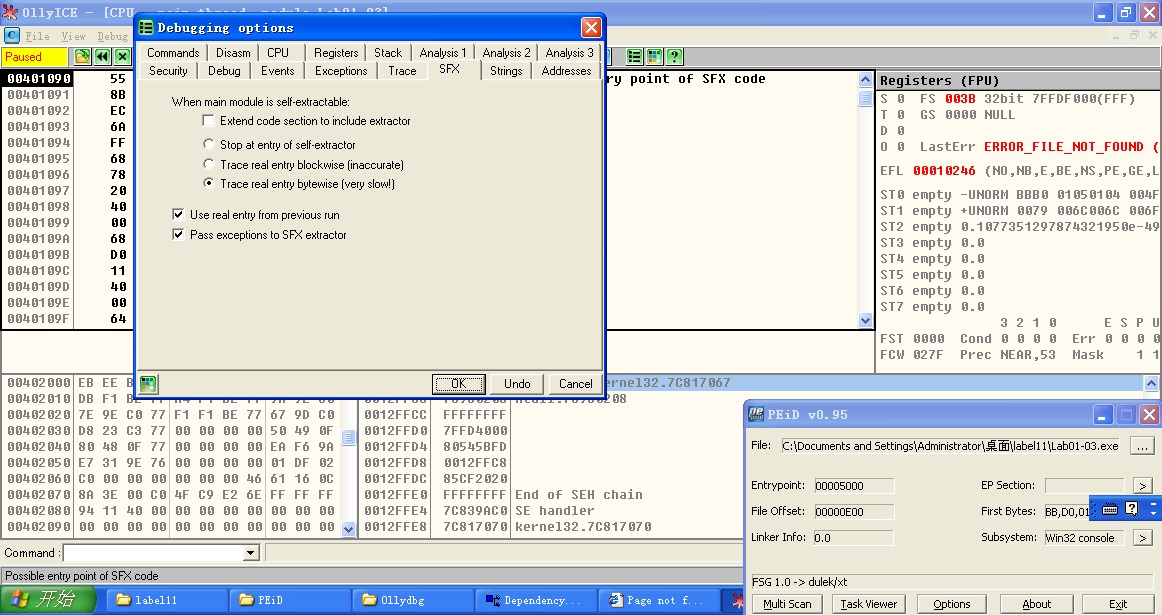 OllyICE - [CPU - main thread, module Lab01-03]
File View Debug
Paused
Debugging options
Commands Disasm CPU Registers Stack Analysis 1 Analysis 2 Analysis 3
Security Debug Events Exceptions Trace SFX Strings Addresses
When main module is self-extractable:
Extend code section to include extractor
Stop at entry of self-extractor
Trace real entry blockwise (inaccurate)
Trace real entry bytewise (very slow!)
Use real entry from previous run
Pass exceptions to SFX extractor
OK Undo Cancel
00401090 55 ry point of SFX code
00401091 8B
00401092 EC
00401093 6A
00401094 FF
00401095 68
00401096 78
00401097 20
00401098 40
00401099 00
0040109A 68
0040109B D0
0040109C 11
0040109D 40
0040109E 00
0040109F 64
Registers (FPU)
S 0 FS 003B 32bit 7FFDF000(FFF)
T 0 GS 0000 NULL
D 0
O 0 LastErr ERROR_FILE_NOT_FOUND (
EFL 00010246 (NO,NB,E,BE,NS,PE,GE,L
ST0 empty -UNORM BBB0 01050104 004F
ST1 empty +UNORM 0079 006C006C 006F
ST2 empty 0.1077351297874321950e-49
ST3 empty 0.0
ST4 empty 0.0
ST5 empty 0.0
ST6 empty 0.0
ST7 empty 0.0
3 2 1 0 E S P U
FST 0000 Cond 0 0 0 0 Err 0 0 0 0
FCW 027F Prec NEAR,53 Mask 1 1
00402000 EB EE B
00402010 DB F1 B
00402020 7E 9E C0 77 F1 F1 BE 77 67 9D C0
00402030 D8 23 C3 77 00 00 00 00 50 49 0F
00402040 80 48 0F 77 00 00 00 00 EA F6 9A
00402050 E7 31 9E 76 00 00 00 00 01 DF 02
00402060 C0 00 00 00 00 00 00 46 61 16 0C
00402070 8A 3E 00 C0 4F C9 E2 6E FF FF FF
00402080 94 11 40 00 00 00 00 00 00 00 00
00402090 00 00 00 00 00 00 00 00 00 00 00
ernel32.7C817067
0012FFCC FFFFFFFF
0012FFD0 7FFD4000
0012FFD4 80545BFD
0012FFD8 0012FFC8
0012FFDC 85CF2020
0012FFE0 FFFFFFFF End of SEH chain
0012FFE4 7C839AC0 SE handler
0012FFE8 7C817070 kernel32.7C817070
Command :
Possible entry point of SFX code
PEiD v0.95
File: C:\Documents and Settings\Administrator\桌面\label11\Lab01-03.exe ...
Entrypoint: 00005000 EP Section: >
File Offset: 00000E00 First Bytes: BB,D0,01
Linker Info: 0.0 Subsystem: Win32 console >
FSG 1.0 -> dulek/xt
Multi Scan Task Viewer Options About Exit
开始 label11 PEiD Ollydbg Dependency... Page not f...